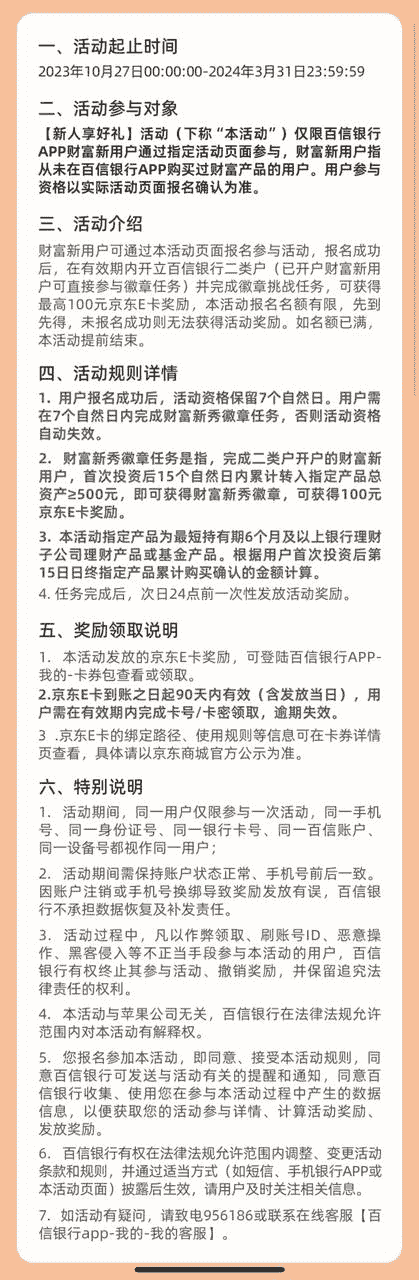 一、活动起止时间
2023年10月27日00:00:00-2024年3月31日23:59:59
二、活动参与对象
【新人享好礼】活动（下称“本活动”）仅限百信银行
APP财富新用户通过指定活动页面参与，财富新用户指
从未在百信银行APP购买过财富产品的用户。用户参与
资格以实际活动页面报名确认为准。
三、活动介绍
财富新用户可通过本活动页面报名参与活动，报名成功
后，在有效期内开立百信银行二类户（已开户财富新用
户可直接参与徽章任务）并完成徽章挑战任务，可获得
最高100元京东E卡奖励，本活动报名名额有限，先到
先得，未报名成功则无法获得活动奖励。如名额已满，
本活动提前结束。
四、活动规则详情
1. 用户报名成功后，活动资格保留7个自然日。用户需
在7个自然日内完成财富新秀徽章任务，否则活动资格
自动失效。
2. 财富新秀徽章任务是指，完成二类户开户的财富新
用户，首次投资后15个自然日内累计转入指定产品总
资产≥500元，即可获得财富新秀徽章，可获得100元
京东E卡奖励。
3. 本活动指定产品为最短持有期6个月及以上银行理财
子公司理财产品或基金产品。根据用户首次投资后第
15日日终指定产品累计购买确认的金额计算。
4. 任务完成后，次日24点前一次性发放活动奖励。
五、奖励领取说明
1. 本活动发放的京东E卡奖励，可登陆百信银行APP-
我的-卡券包查看或领取。
2.京东E卡到账之日起90天内有效（含发放当日），用
户需在有效期内完成卡号/卡密领取，逾期失效。
3 .京东E卡的绑定路径、使用规则等信息可在卡券详情
页查看，具体请以京东商城官方公示为准。
六、特别说明
1. 活动期间，同一用户仅限参与一次活动，同一手机
号、同一身份证号、同一银行卡号、同一百信账户、
同一设备号都视作同一用户；
2. 活动期间需保持账户状态正常、手机号前后一致。
因账户注销或手机号换绑导致奖励发放有误，百信银
行不承担数据恢复及补发责任。
3. 活动过程中，凡以作弊领取、刷账号ID、恶意操
作、黑客侵入等不正当手段参与本活动的用户，百信
银行有权终止其参与活动、撤销奖励，并保留追究法
律责任的权利。
4. 本活动与苹果公司无关，百信银行在法律法规允许
范围内对本活动有解释权。
5. 您报名参加本活动，即同意、接受本活动规则，同
意百信银行可发送与活动有关的提醒和通知，同意百
信银行收集、使用您在参与本活动过程中产生的数据
信息，以便获取您的活动参与详情、计算活动奖励、
发放奖励。
6. 百信银行有权在法律法规允许范围内调整、变更活动
条款和规则，并通过适当方式（如短信、手机银行APP或
本活动页面）披露后生效，请用户及时关注相关信息。
7. 如活动有疑问，请致电956186或联系在线客服【百
信银行app-我的-我的客服】。